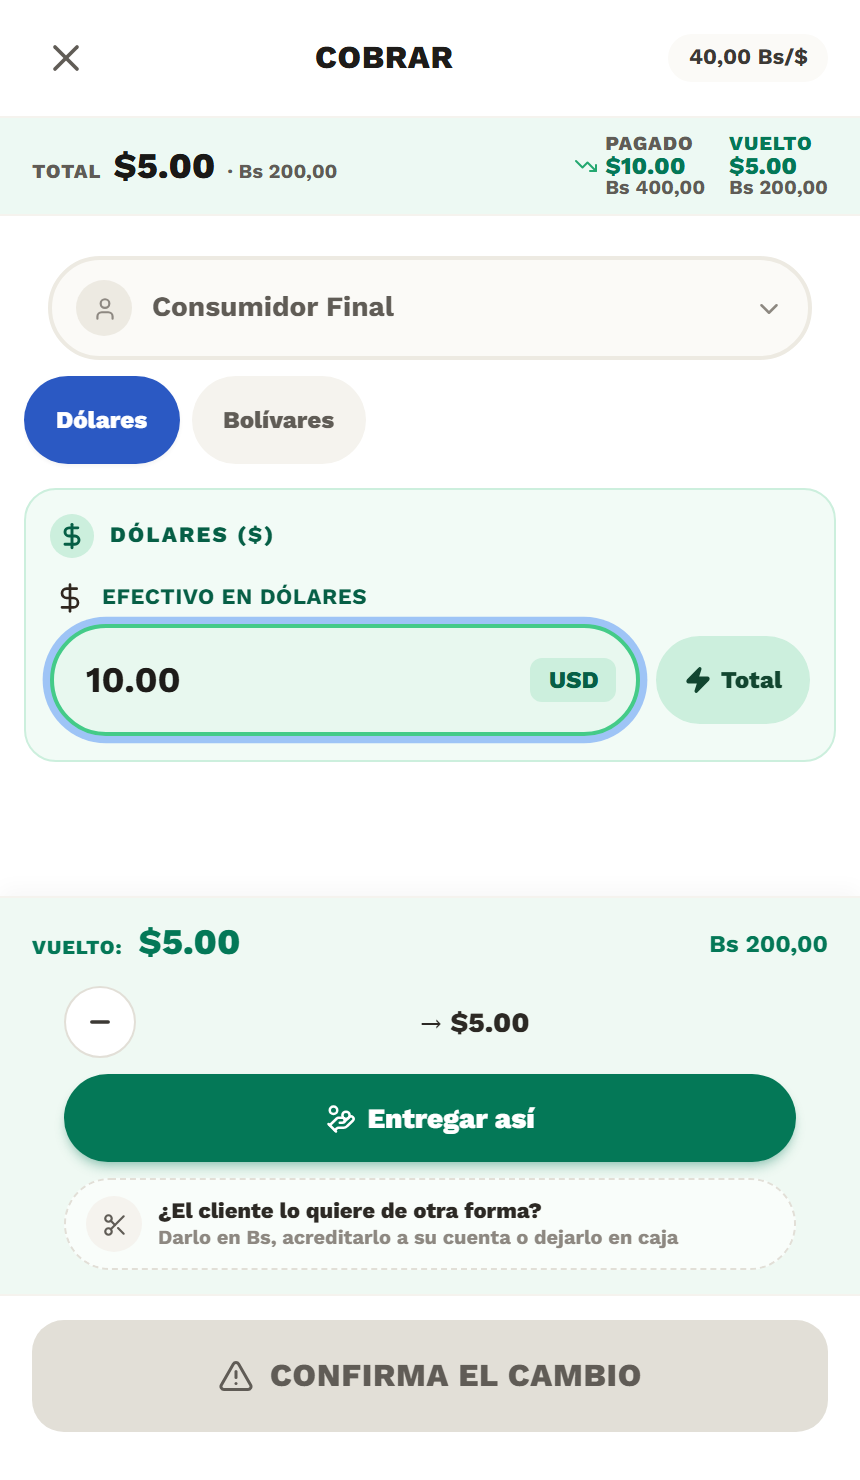 COBRAR
40,00 Bs/$
TOTAL $5.00 · Bs 200,00
PAGADO
$10.00
Bs 400,00
VUELTO
$5.00
Bs 200,00
Consumidor Final
Dólares
Bolívares
DÓLARES ($)
EFECTIVO EN DÓLARES
10.00 USD
Total
VUELTO: $5.00
Bs 200,00
→ $5.00
Entregar así
¿El cliente lo quiere de otra forma?
Darlo en Bs, acreditarlo a su cuenta o dejarlo en caja
CONFIRMA EL CAMBIO